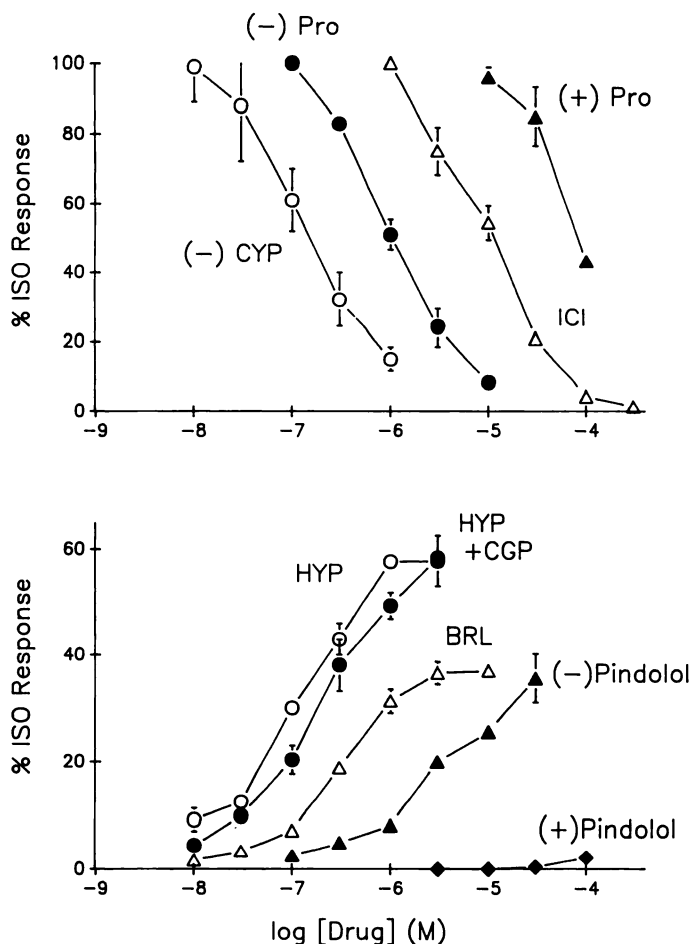 (−) Pro
100
80
60
40
20
0
% ISO Response
(+) Pro
(−) CYP
ICI
−9 −8 −7 −6 −5 −4
60
40
20
0
% ISO Response
HYP
+CGP
HYP
BRL
(−)Pindolol
(+)Pindolol
−9 −8 −7 −6 −5 −4
log [Drug] (M)